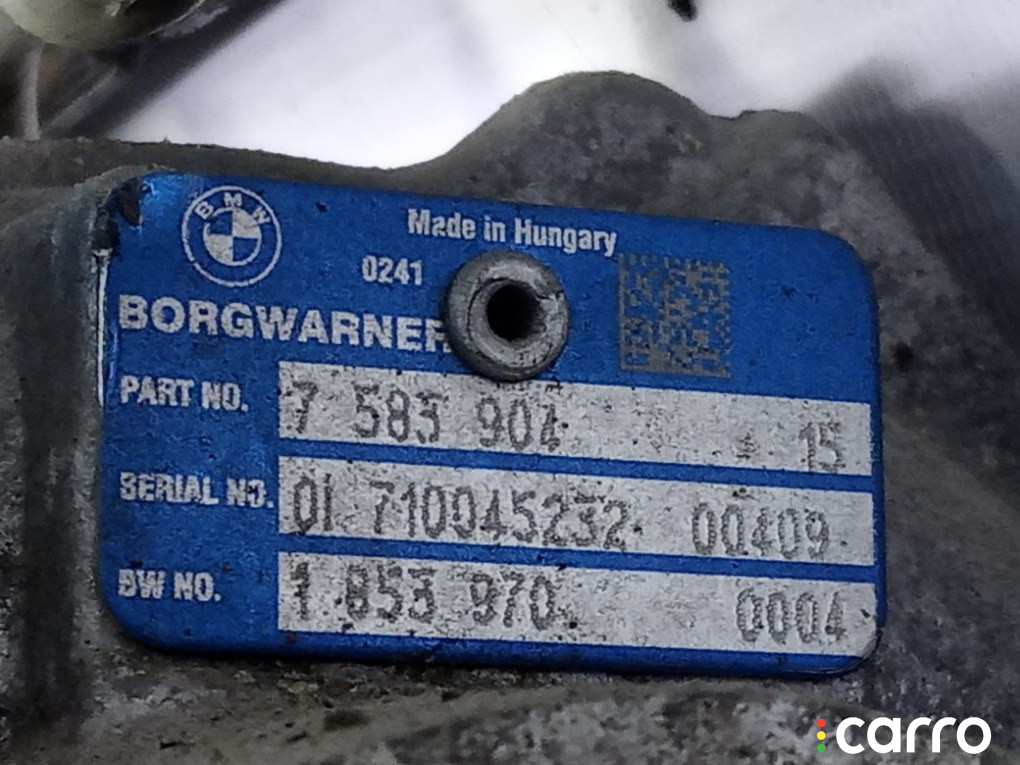 BMW
Made in Hungary
0241
BORGWARNER
PART NO. 7 583 904 15
SERIAL NO. 01 710045232 00409
BW NO. 1 853 970 0004
carro